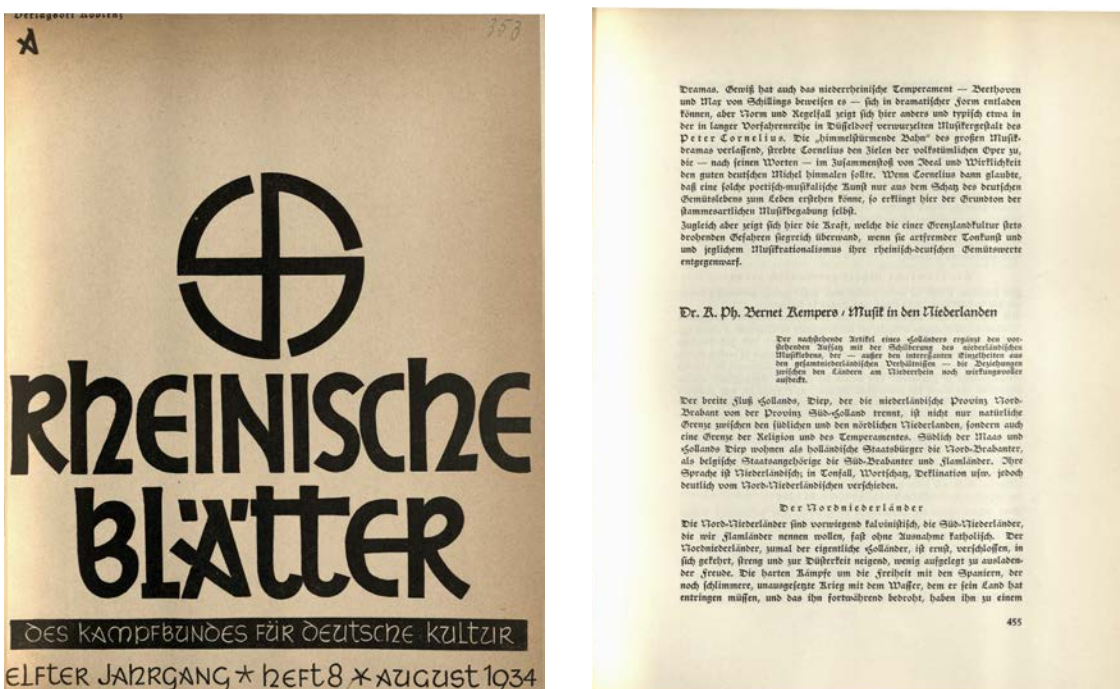 Verlagsort Koblenz
A
353
RHEINISCHE
BLÄTTER
DES KAMPFBUNDES FÜR DEUTSCHE KULTUR
ELFTER JAHRGANG * HEFT 8 * AUGUST 1934
Dramas. Gewiß hat auch das niederrheinische Temperament — Beethoven
und Max von Schillings beweisen es — sich in dramatischer Form entladen
können, aber Norm und Regelfall zeigt sich hier anders und typisch etwa in
der in langer Vorfahrenreihe in Düsseldorf verwurzelten Musikergestalt des
Peter Cornelius. Die „himmelstürmende Bahn“ des großen Musik-
dramas verlassend, strebte Cornelius den Zielen der volkstümlichen Oper zu,
die — nach seinen Worten — im Zusammenstoß von Ideal und Wirklichkeit
den guten deutschen Michel hinmalen sollte. Wenn Cornelius dann glaubte,
daß eine solche poetisch-musikalische Kunst nur aus dem Schatz des deutschen
Gemütslebens zum Leben erstehen könne, so erklingt hier der Grundton der
stammesartlichen Musikbegabung selbst.
Zugleich aber zeigt sich hier die Kraft, welche die einer Grenzlandkultur stets
drohenden Gefahren siegreich überwand, wenn sie artfremder Tonkunst und
und jeglichem Musikrationalismus ihre rheinisch-deutschen Gemütswerte
entgegenwarf.
Dr. K. Ph. Bernet Kempers / Musik in den Niederlanden
Der nachstehende Artikel eines Holländers ergänzt den vor-
stehenden Aufsatz mit der Schilderung des niederländischen
Musiklebens, der — außer den interessanten Einzelheiten aus
den gesamtniederländischen Verhältnissen — die Beziehungen
zwischen den Ländern am Niederrhein noch wirkungsvoller
aufdeckt.
Der breite Fluß Hollands, Diep, der die niederländische Provinz Nord-
Brabant von der Provinz Süd-Holland trennt, ist nicht nur natürliche
Grenze zwischen den südlichen und den nördlichen Niederlanden, sondern auch
eine Grenze der Religion und des Temperamentes. Südlich der Maas und
Hollands Diep wohnen als holländische Staatsbürger die Nord-Brabanter,
als belgische Staatsangehörige die Süd-Brabanter und Flamländer. Ihre
Sprache ist Niederländisch; in Tonfall, Wortschatz, Deklination usw. jedoch
deutlich vom Nord-Niederländischen verschieden.
Der Nordniederländer
Die Nord-Niederländer sind vorwiegend kalvinistisch, die Süd-Niederländer,
die wir Flamländer nennen wollen, fast ohne Ausnahme katholisch. Der
Nordniederländer, zumal der eigentliche Holländer, ist ernst, verschlossen, in
sich gekehrt, streng und zur Düsterkeit neigend, wenig aufgelegt zu ausladen-
der Freude. Die harten Kämpfe um die Freiheit mit den Spaniern, der
noch schlimmere, unausgesetzte Krieg mit dem Wasser, dem er sein Land hat
entringen müssen, und das ihn fortwährend bedroht, haben ihn zu einem
455